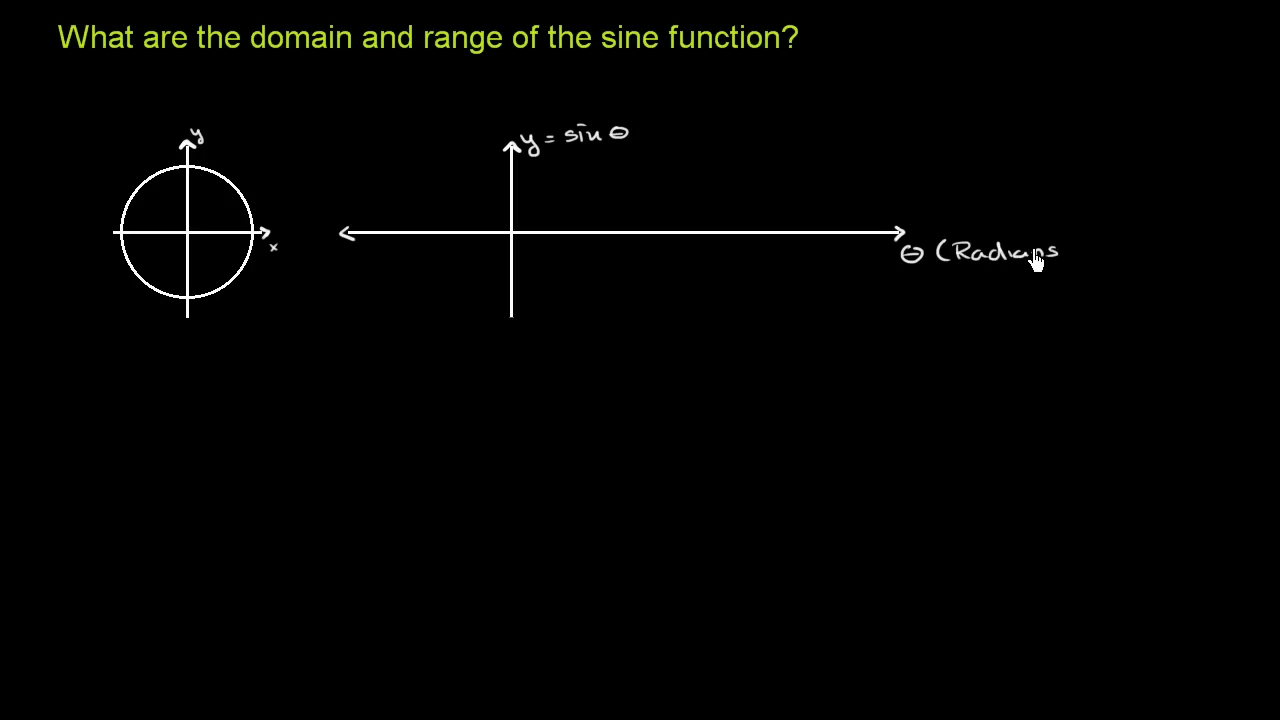 What are the domain and range of the sine function?
y
y = sin θ
x
θ (Radians